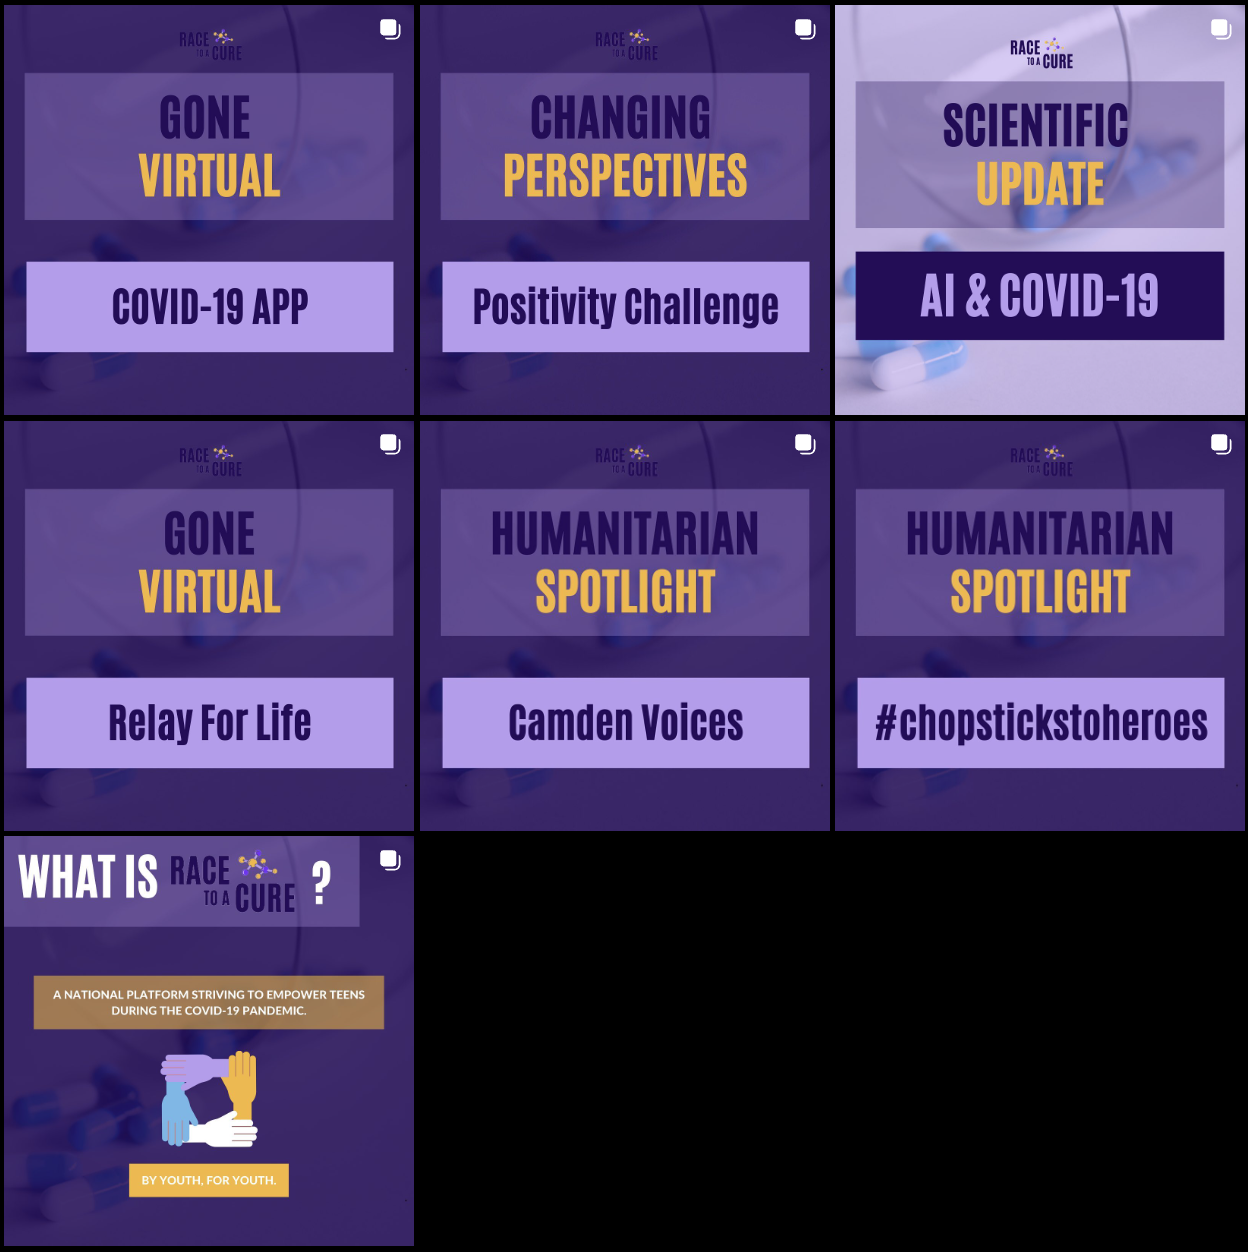 RACE
TO A CURE
GONE
VIRTUAL
COVID-19 APP
RACE
TO A CURE
CHANGING
PERSPECTIVES
Positivity Challenge
RACE
TO A CURE
SCIENTIFIC
UPDATE
AI & COVID-19
RACE
TO A CURE
GONE
VIRTUAL
Relay For Life
RACE
TO A CURE
HUMANITARIAN
SPOTLIGHT
Camden Voices
RACE
TO A CURE
HUMANITARIAN
SPOTLIGHT
#chopstickstoheroes
WHAT IS RACE
TO A CURE ?
A NATIONAL PLATFORM STRIVING TO EMPOWER TEENS
DURING THE COVID-19 PANDEMIC.
BY YOUTH, FOR YOUTH.